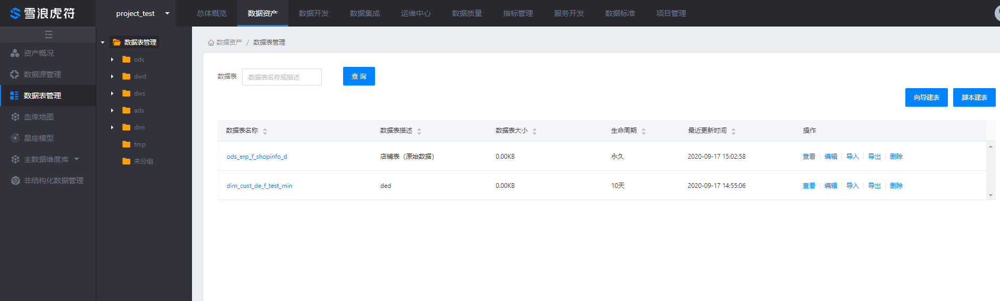 雪浪虎符
project_test
总体概览 数据资产 数据开发 数据集成 运维中心 数据质量 指标管理 服务开发 数据标准 项目管理
资产概况
数据源管理
数据表管理
血缘地图
星座模型
主数据维度库
非结构化数据管理
数据表管理
ods
dwd
dws
ads
dim
tmp
未分组
数据资产 / 数据表管理
数据表 数据表名称或描述 查 询
向导建表 脚本建表
数据表名称 数据表描述 数据表大小 生命周期 最近更新时间 操作
ods_erp_f_shopinfo_d 店铺表（原始数据） 0.00KB 永久 2020-09-17 15:02:58 查看 编辑 导入 导出 删除
dim_cust_de_f_test_min ded 0.00KB 10天 2020-09-17 14:55:06 查看 编辑 导入 导出 删除